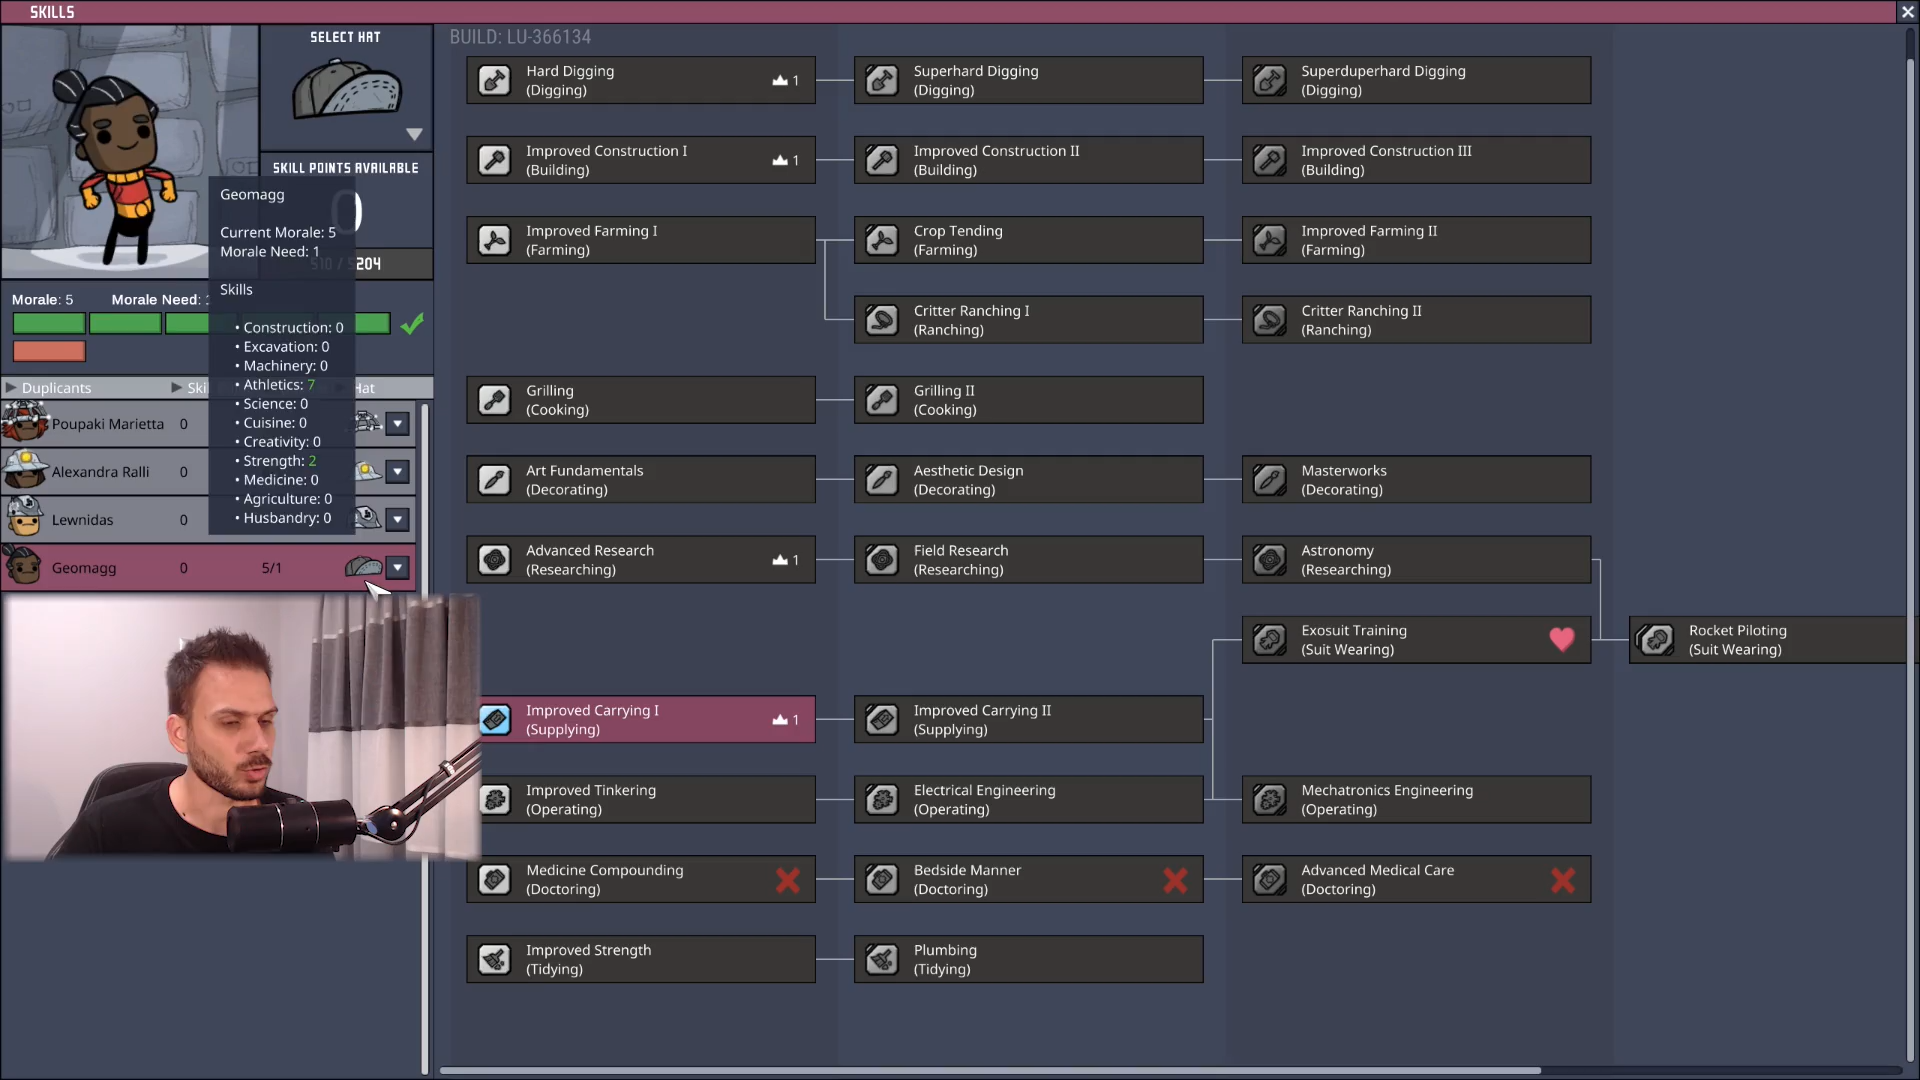 SKILLS
SELECT HAT
SKILL POINTS AVAILABLE
0
204
Morale: 5
Morale Need:
Geomagg
Current Morale: 5
Morale Need: 1
Skills
• Construction: 0
• Excavation: 0
• Machinery: 0
• Athletics: 7
• Science: 0
• Cuisine: 0
• Creativity: 0
• Strength: 2
• Medicine: 0
• Agriculture: 0
• Husbandry: 0
Duplicants
Hat
Poupaki Marietta 0
Alexandra Ralli 0
Lewnidas 0
Geomagg 0 5/1
BUILD: LU-366134
Hard Digging
(Digging)
1
Superhard Digging
(Digging)
Superduperhard Digging
(Digging)
Improved Construction I
(Building)
1
Improved Construction II
(Building)
Improved Construction III
(Building)
Improved Farming I
(Farming)
Crop Tending
(Farming)
Improved Farming II
(Farming)
Critter Ranching I
(Ranching)
Critter Ranching II
(Ranching)
Grilling
(Cooking)
Grilling II
(Cooking)
Art Fundamentals
(Decorating)
Aesthetic Design
(Decorating)
Masterworks
(Decorating)
Advanced Research
(Researching)
1
Field Research
(Researching)
Astronomy
(Researching)
Exosuit Training
(Suit Wearing)
Rocket Piloting
(Suit Wearing)
Improved Carrying I
(Supplying)
1
Improved Carrying II
(Supplying)
Improved Tinkering
(Operating)
Electrical Engineering
(Operating)
Mechatronics Engineering
(Operating)
Medicine Compounding
(Doctoring)
Bedside Manner
(Doctoring)
Advanced Medical Care
(Doctoring)
Improved Strength
(Tidying)
Plumbing
(Tidying)